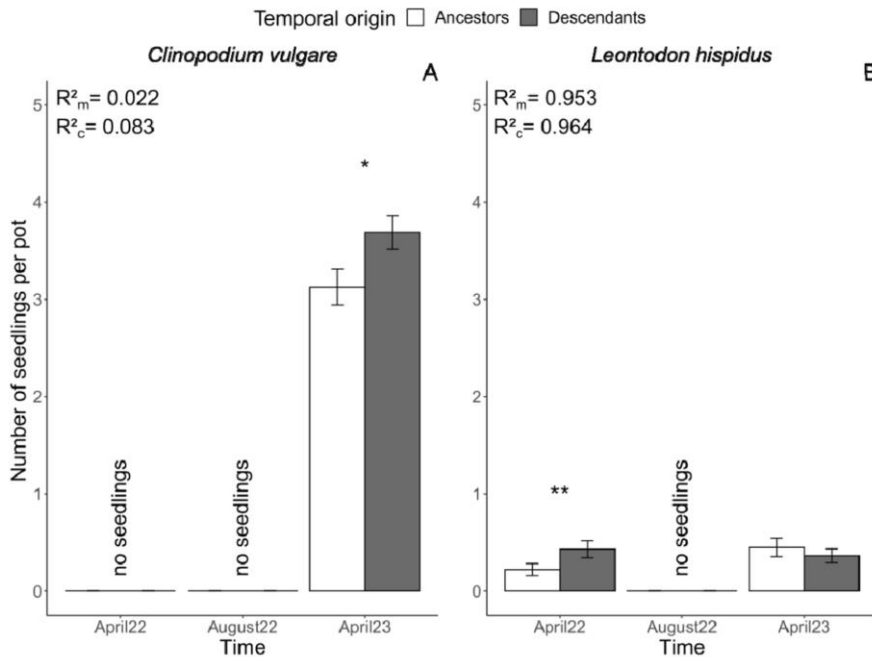 Temporal origin Ancestors Descendants
Clinopodium vulgare
A
R²m= 0.022
R²c= 0.083
*
no seedlings
no seedlings
Number of seedlings per pot
5
4
3
2
1
0
April22 August22 April23
Time
Leontodon hispidus
B
R²m= 0.953
R²c= 0.964
**
no seedlings
5
4
3
2
1
0
April22 August22 April23
Time